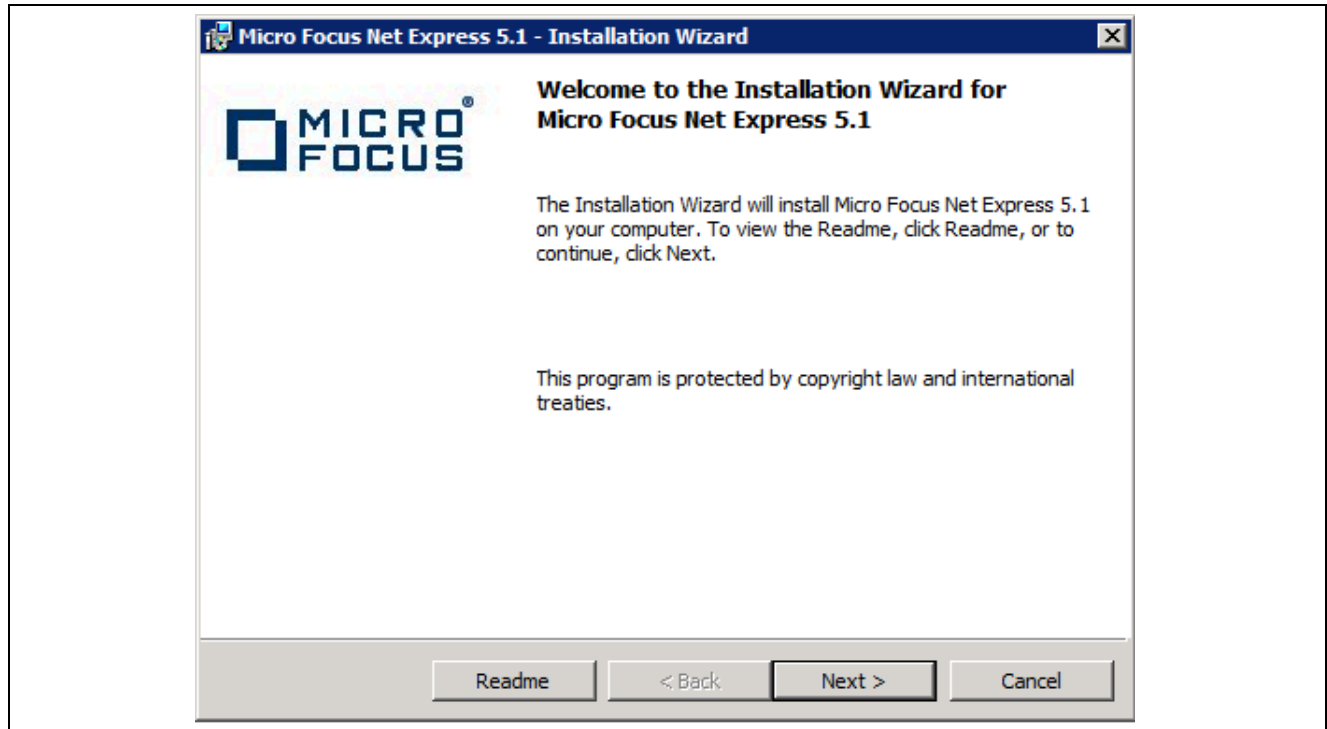 Micro Focus Net Express 5.1 - Installation Wizard
MICRO
FOCUS
®
Welcome to the Installation Wizard for
Micro Focus Net Express 5.1
The Installation Wizard will install Micro Focus Net Express 5.1
on your computer. To view the Readme, click Readme, or to
continue, click Next.
This program is protected by copyright law and international
treaties.
Readme
< Back
Next >
Cancel